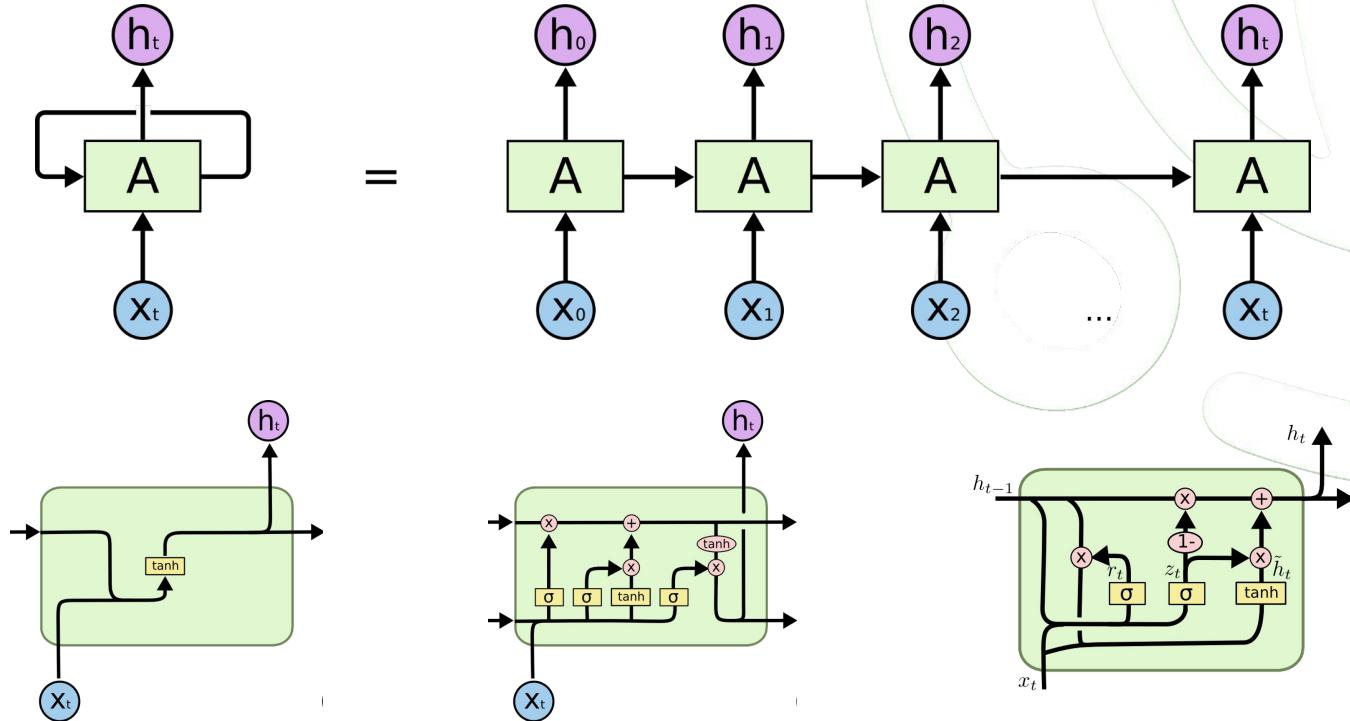 hₜ h₀ h₁ h₂ hₜ
A = A A A A
xₜ x₀ x₁ x₂ ... xₜ
hₜ
tanh
xₜ
hₜ
x + tanh
x x
σ σ tanh σ
xₜ
hₜ
hₜ₋₁
x +
1-
x rₜ zₜ x h̃ₜ
σ σ tanh
xₜ